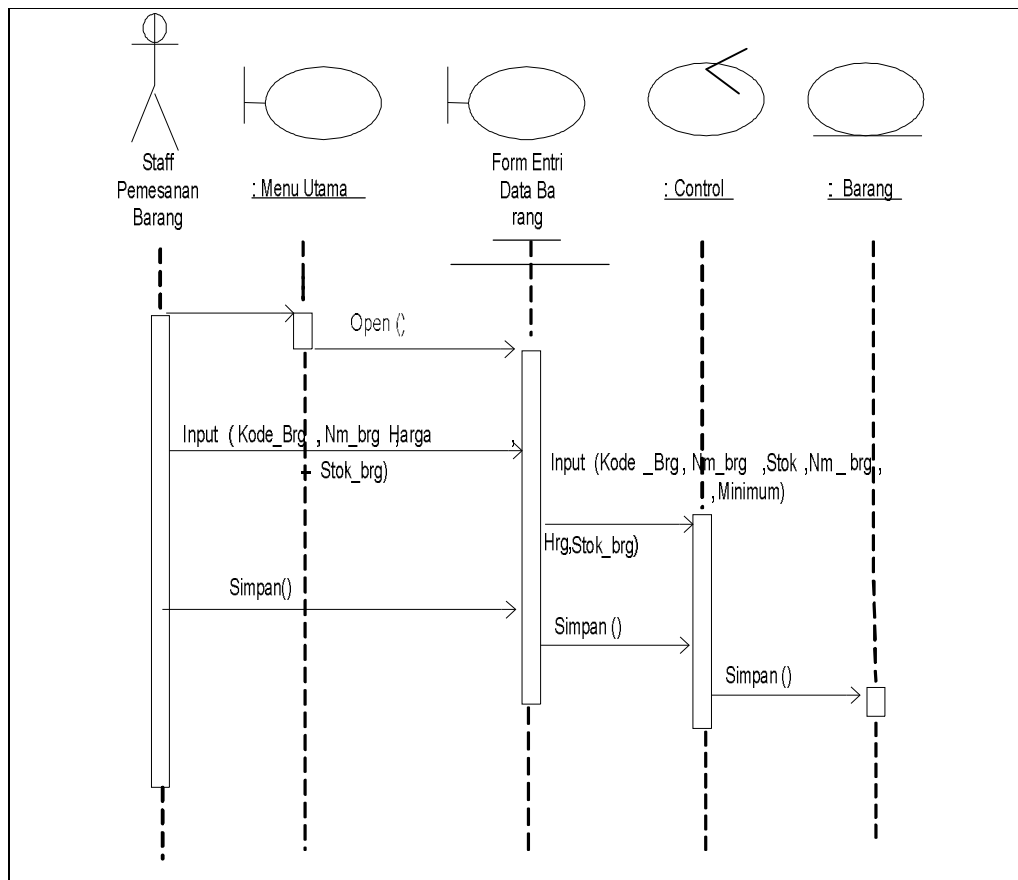 Staff
Pemesanan
Barang
: Menu Utama
Form Entri
Data Ba
rang
: Control
: Barang
Open ()
Input ( Kode_Brg , Nm_brg Harga ,
, Stok_brg)
Input (Kode _Brg , Nm_brg ,Stok ,Nm _ brg ,
, Minimum)
Hrg,Stok_brg)
Simpan()
Simpan ()
Simpan ()